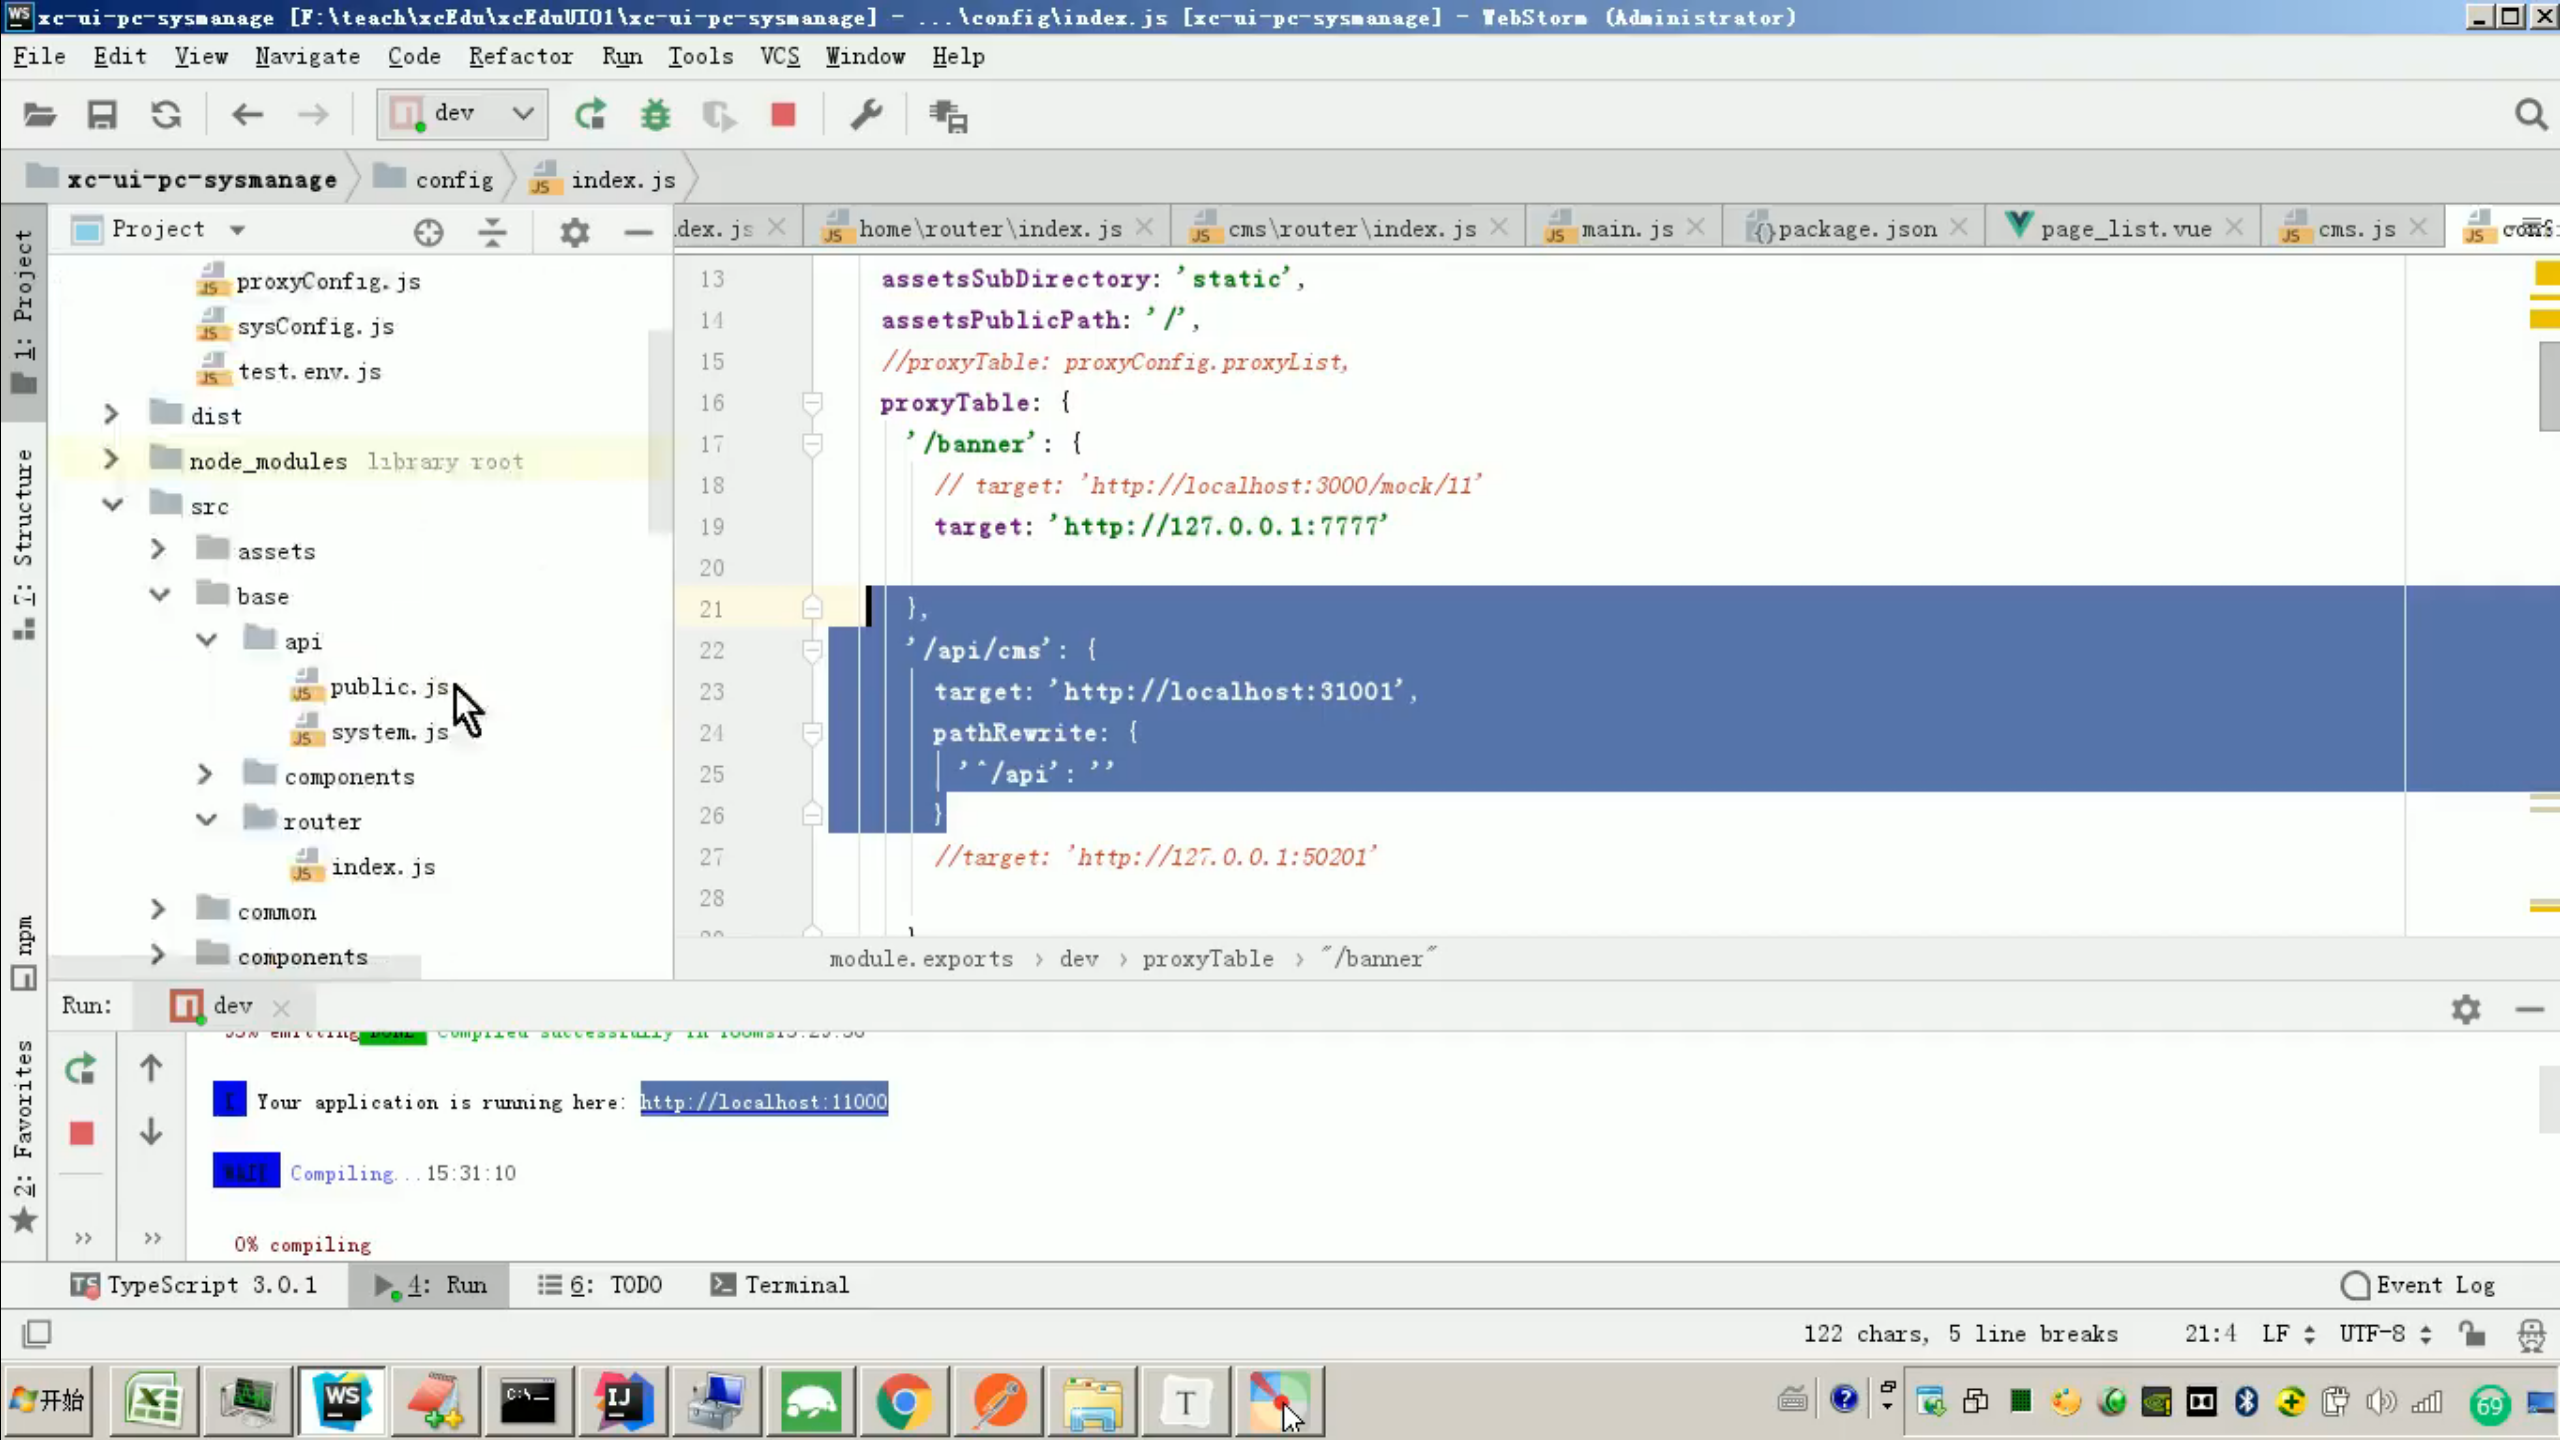 xc-ui-pc-sysmanage [F:\teach\xcEdu\xcEduUI01\xc-ui-pc-sysmanage] - ...\config\index.js [xc-ui-pc-sysmanage] - WebStorm (Administrator)
File Edit View Navigate Code Refactor Run Tools VCS Window Help
dev
xc-ui-pc-sysmanage config index.js
1: Project
7: Structure
npm
2: Favorites
Project
dex.js home\router\index.js cms\router\index.js main.js package.json page_list.vue cms.js
proxyConfig.js
sysConfig.js
test.env.js
dist
node_modules library root
src
assets
base
api
public.js
system.js
components
router
index.js
common
components
13 assetsSubDirectory: 'static',
14 assetsPublicPath: '/',
15 //proxyTable: proxyConfig.proxyList,
16 proxyTable: {
17 '/banner': {
18 // target: 'http://localhost:3000/mock/11'
19 target: 'http://127.0.0.1:7777'
20
21 },
22 '/api/cms': {
23 target: 'http://localhost:31001',
24 pathRewrite: {
25 '^/api': ''
26 }
27 //target: 'http://127.0.0.1:50201'
28
module.exports › dev › proxyTable › "/banner"
Run: dev
I Your application is running here: http://localhost:11000
WAIT Compiling...15:31:10
0% compiling
TypeScript 3.0.1 4: Run 6: TODO Terminal Event Log
122 chars, 5 line breaks 21:4 LF UTF-8
开始 WS C:\ IJ T 69